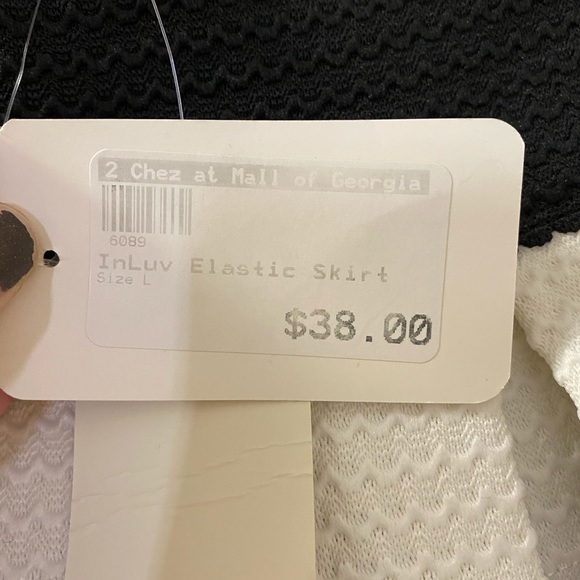 2 Chez at Mall of Georgia
6089
InLuv Elastic Skirt
Size L
$38.00